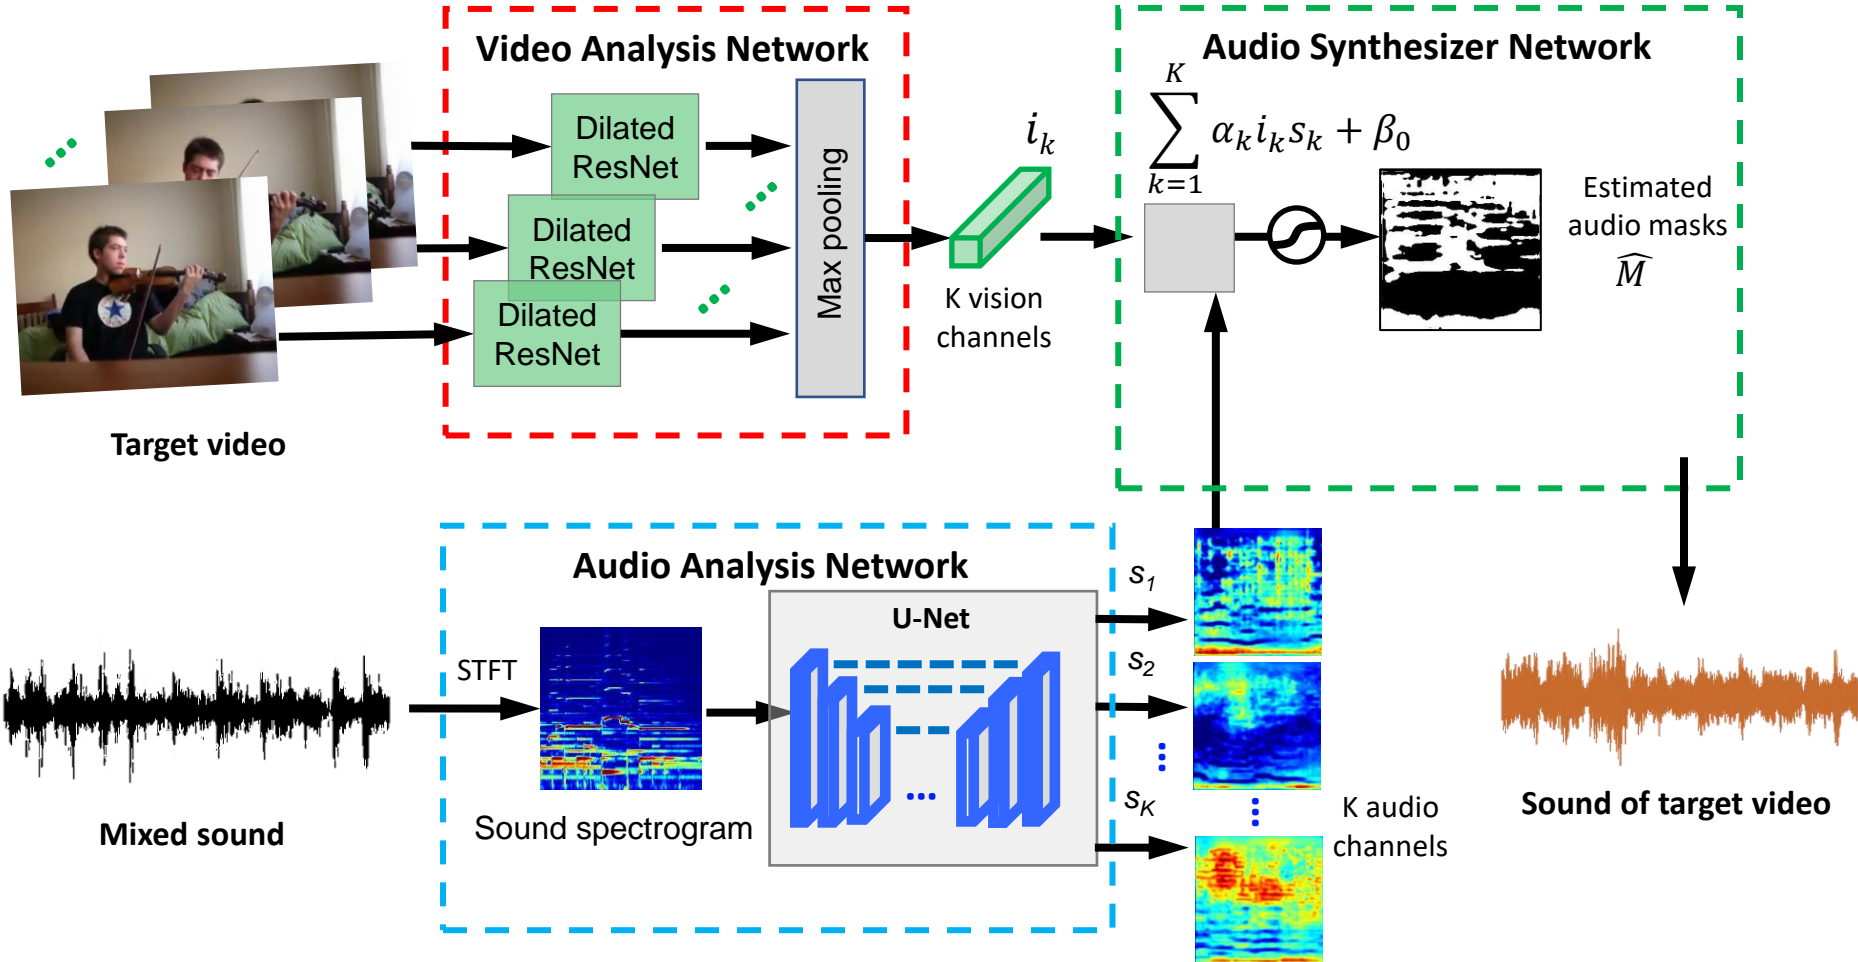 Video Analysis Network
Dilated
ResNet
Dilated
ResNet
Dilated
ResNet
Max pooling
Target video
i_k
K vision
channels
Audio Synthesizer Network
\sum_{k=1}^{K} α_k i_k s_k + β_0
Estimated
audio masks
\widehat{M}
Audio Analysis Network
STFT
Sound spectrogram
U-Net
...
Mixed sound
s_1
s_2
s_K
K audio
channels
Sound of target video